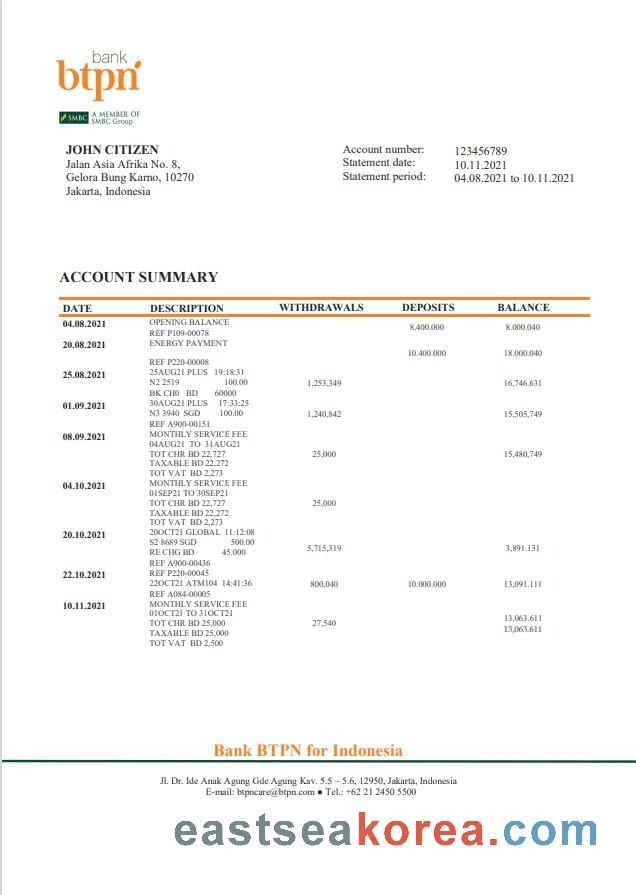 bank
btpn
SMBC A MEMBER OF
SMBC Group
JOHN CITIZEN
Jalan Asia Afrika No. 8,
Gelora Bung Karno, 10270
Jakarta, Indonesia
Account number: 123456789
Statement date: 10.11.2021
Statement period: 04.08.2021 to 10.11.2021
ACCOUNT SUMMARY
DATE DESCRIPTION WITHDRAWALS DEPOSITS BALANCE
04.08.2021 OPENING BALANCE
REF P109-00078 8,400.000 8.000.040
20.08.2021 ENERGY PAYMENT
10.400.000 18.000.040
REF P220-00008
25.08.2021 25AUG21 PLUS 19:18:31
N2 2519 100.00 1,253,349 16,746.631
BK CH0 BD 60000
01.09.2021 30AUG21 PLUS 17:33:25
N3 3940 SGD 100.00 1,240,842 15,505,749
REF A900-00151
08.09.2021 MONTHLY SERVICE FEE
04AUG21 TO 31AUG21
TOT CHR BD 22,727 25,000 15,480,749
TAXABLE BD 22,272
TOT VAT BD 2,273
04.10.2021 MONTHLY SERVICE FEE
01SEP21 TO 30SEP21
TOT CHR BD 22,727 25,000
TAXABLE BD 22,272
TOT VAT BD 2,273
20.10.2021 20OCT21 GLOBAL 11:12:08
S2 8689 SGD 500.00
RE CHG BD 45.000 5,715,319 3,891.131
REF A900-00436
22.10.2021 REF P220-00045
22OCT21 ATM104 14:41:36 800,040 10.000.000 13,091.111
REF A084-00005
10.11.2021 MONTHLY SERVICE FEE
01OCT21 TO 31OCT21 13,063.611
TOT CHR BD 25,000 27,540
TAXABLE BD 25,000 13,063.611
TOT VAT BD 2,500
Bank BTPN for Indonesia
Jl. Dr. Ide Anak Agung Gde Agung Kav. 5.5 – 5.6, 12950, Jakarta, Indonesia
E-mail: btpncare@btpn.com ● Tel.: +62 21 2450 5500
eastseakorea.com